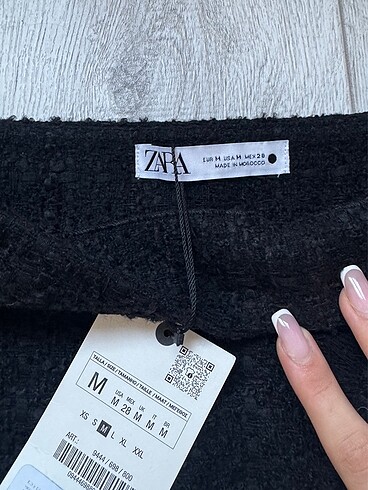 ZARA
EUR M USA M MEX 28
MADE IN MOROCCO
TALLA / SIZE / TAMANHO / TAILLE / MAAT / ΜΕΓΕΘΟΣ
M
USA MEX UK IT BR
M 28 M M M
XS S M L XL XXL
ART:
9444 / 698 / 800